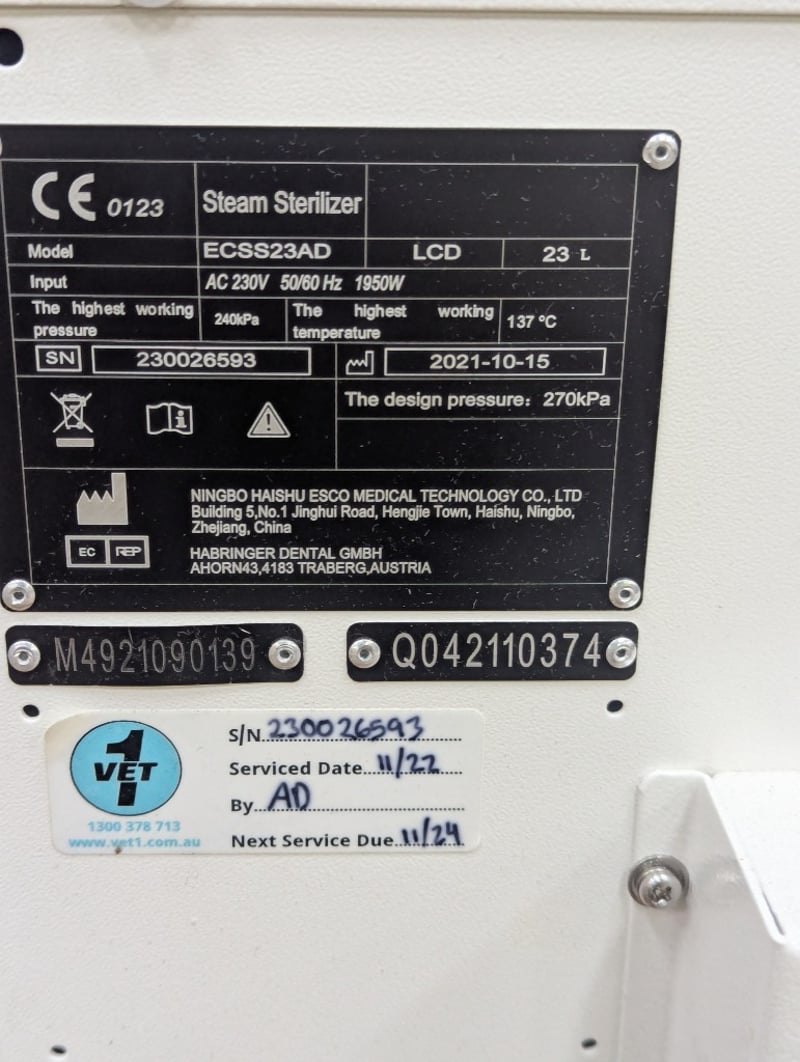 CE 0123 Steam Sterilizer
Model ECSS23AD LCD 23 L
Input AC 230V 50/60 Hz 1950W
The highest working pressure 240kPa The highest working temperature 137 °C
SN 230026593 2021-10-15
The design pressure: 270kPa
NINGBO HAISHU ESCO MEDICAL TECHNOLOGY CO., LTD
Building 5,No.1 Jinghui Road, Hengjie Town, Haishu, Ningbo,
Zhejiang, China
EC REP
HABRINGER DENTAL GMBH
AHORN43,4183 TRABERG,AUSTRIA
M4921090139 Q042110374
1 VET
1300 378 713
www.vet1.com.au
S/N 230026593
Serviced Date 11/22
By AD
Next Service Due 11/24